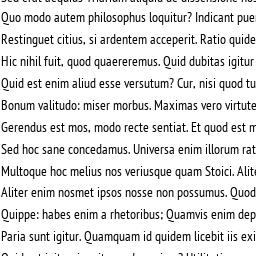 Quo modo autem philosophus loquitur? Indicant puer
Restinguet citius, si ardentem acceperit. Ratio quide
Hic nihil fuit, quod quaereremus. Quid dubitas igitur
Quid est enim aliud esse versutum? Cur, nisi quod tu
Bonum valitudo: miser morbus. Maximas vero virtute
Gerendus est mos, modo recte sentiat. Et quod est m
Sed hoc sane concedamus. Universa enim illorum rat
Multoque hoc melius nos veriusque quam Stoici. Alite
Aliter enim nosmet ipsos nosse non possumus. Quod
Quippe: habes enim a rhetoribus; Quamvis enim dep
Paria sunt igitur. Quamquam id quidem licebit iis exi